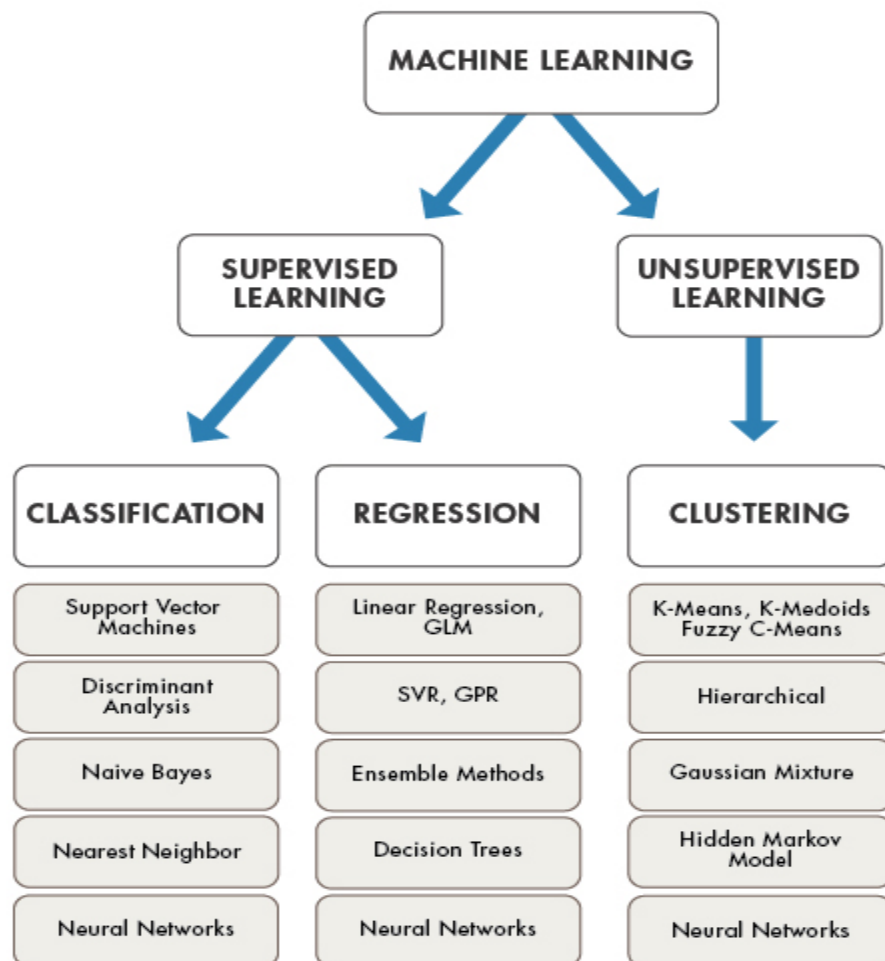 MACHINE LEARNING
SUPERVISED
LEARNING
UNSUPERVISED
LEARNING
CLASSIFICATION
Support Vector
Machines
Discriminant
Analysis
Naive Bayes
Nearest Neighbor
Neural Networks
REGRESSION
Linear Regression,
GLM
SVR, GPR
Ensemble Methods
Decision Trees
Neural Networks
CLUSTERING
K-Means, K-Medoids
Fuzzy C-Means
Hierarchical
Gaussian Mixture
Hidden Markov
Model
Neural Networks